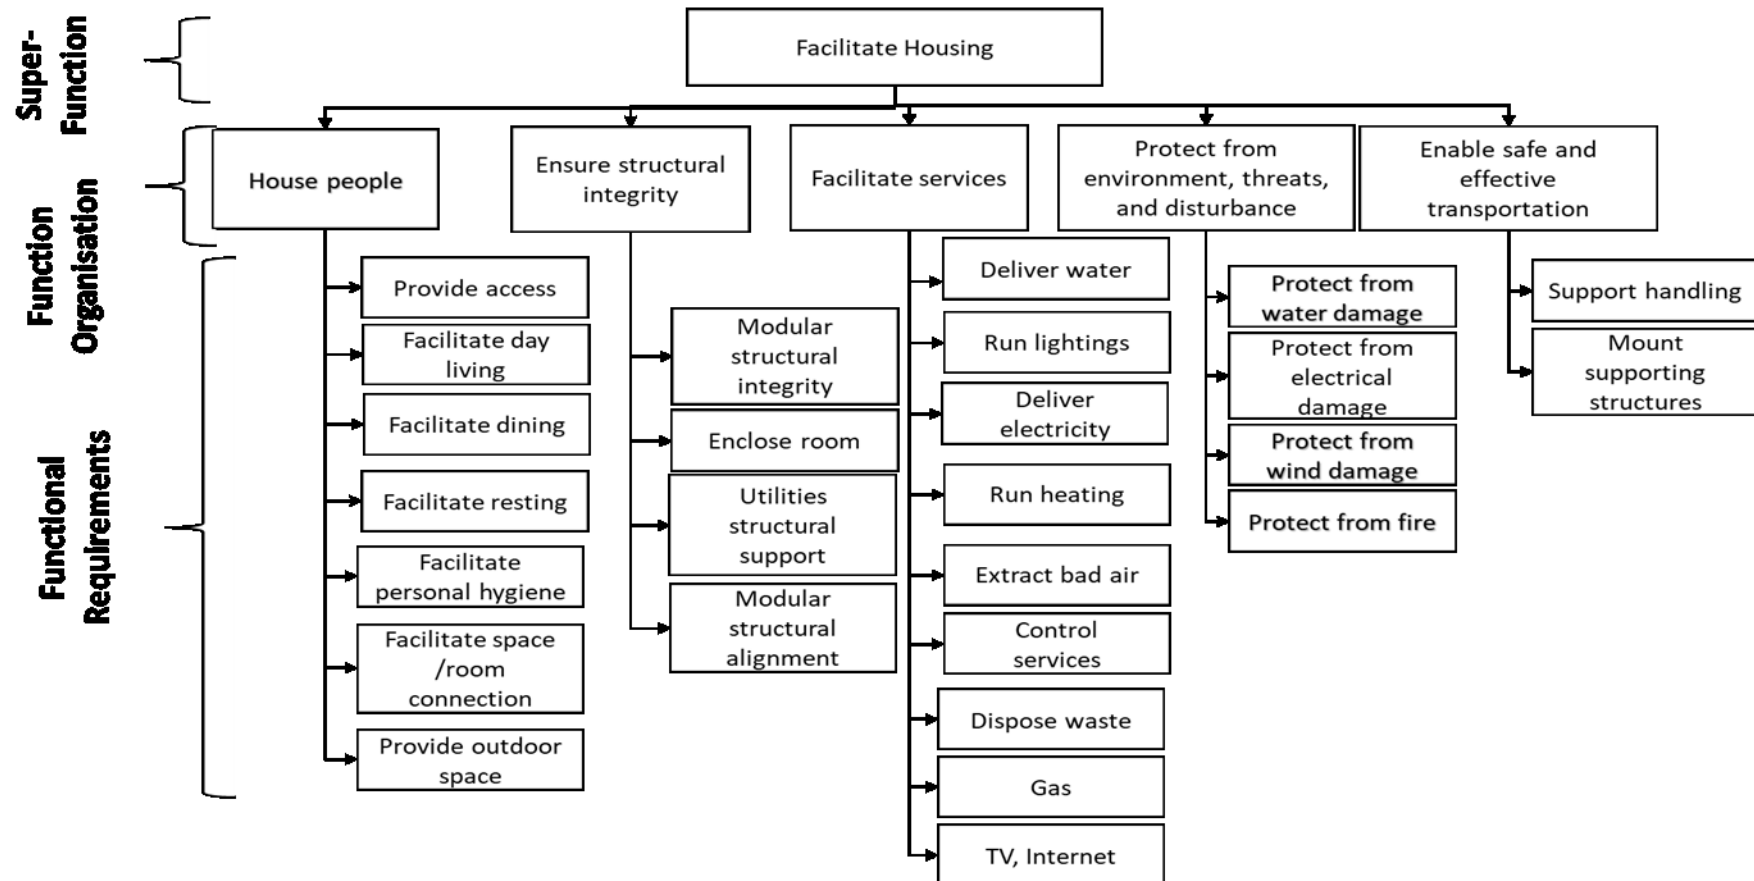 Super-
Function
Function
Organisation
Functional
Requirements
Facilitate Housing
House people
Ensure structural
integrity
Facilitate services
Protect from
environment, threats,
and disturbance
Enable safe and
effective
transportation
Provide access
Facilitate day
living
Facilitate dining
Facilitate resting
Facilitate
personal hygiene
Facilitate space
/room
connection
Provide outdoor
space
Modular
structural
integrity
Enclose room
Utilities
structural
support
Modular
structural
alignment
Deliver water
Run lightings
Deliver
electricity
Run heating
Extract bad air
Control
services
Dispose waste
Gas
TV, Internet
Protect from
water damage
Protect from
electrical
damage
Protect from
wind damage
Protect from fire
Support handling
Mount
supporting
structures